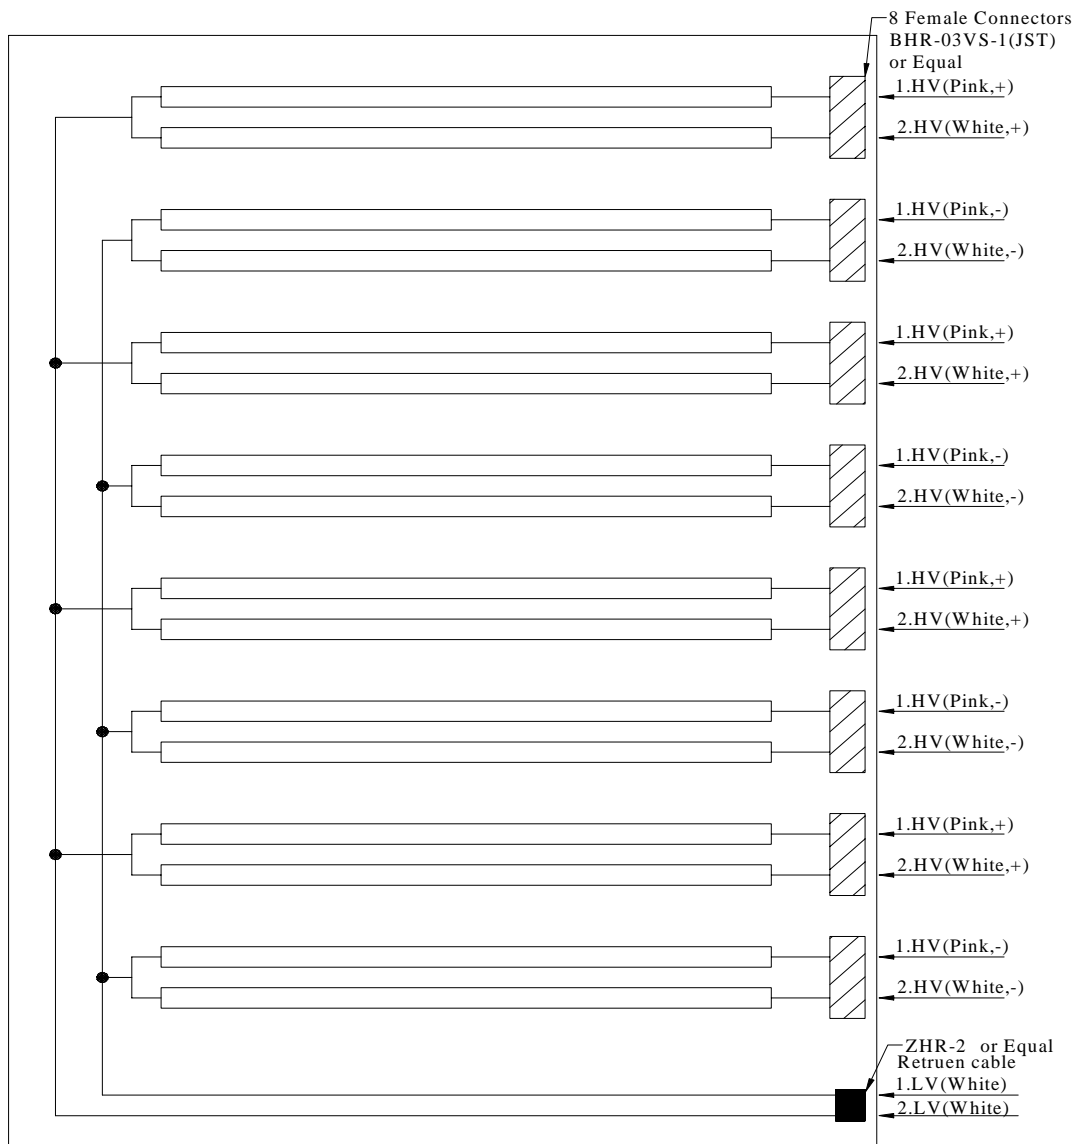 8 Female Connectors
BHR-03VS-1(JST)
or Equal
1.HV(Pink,+)
2.HV(White,+)
1.HV(Pink,-)
2.HV(White,-)
1.HV(Pink,+)
2.HV(White,+)
1.HV(Pink,-)
2.HV(White,-)
1.HV(Pink,+)
2.HV(White,+)
1.HV(Pink,-)
2.HV(White,-)
1.HV(Pink,+)
2.HV(White,+)
1.HV(Pink,-)
2.HV(White,-)
ZHR-2 or Equal
Retruen cable
1.LV(White)
2.LV(White)